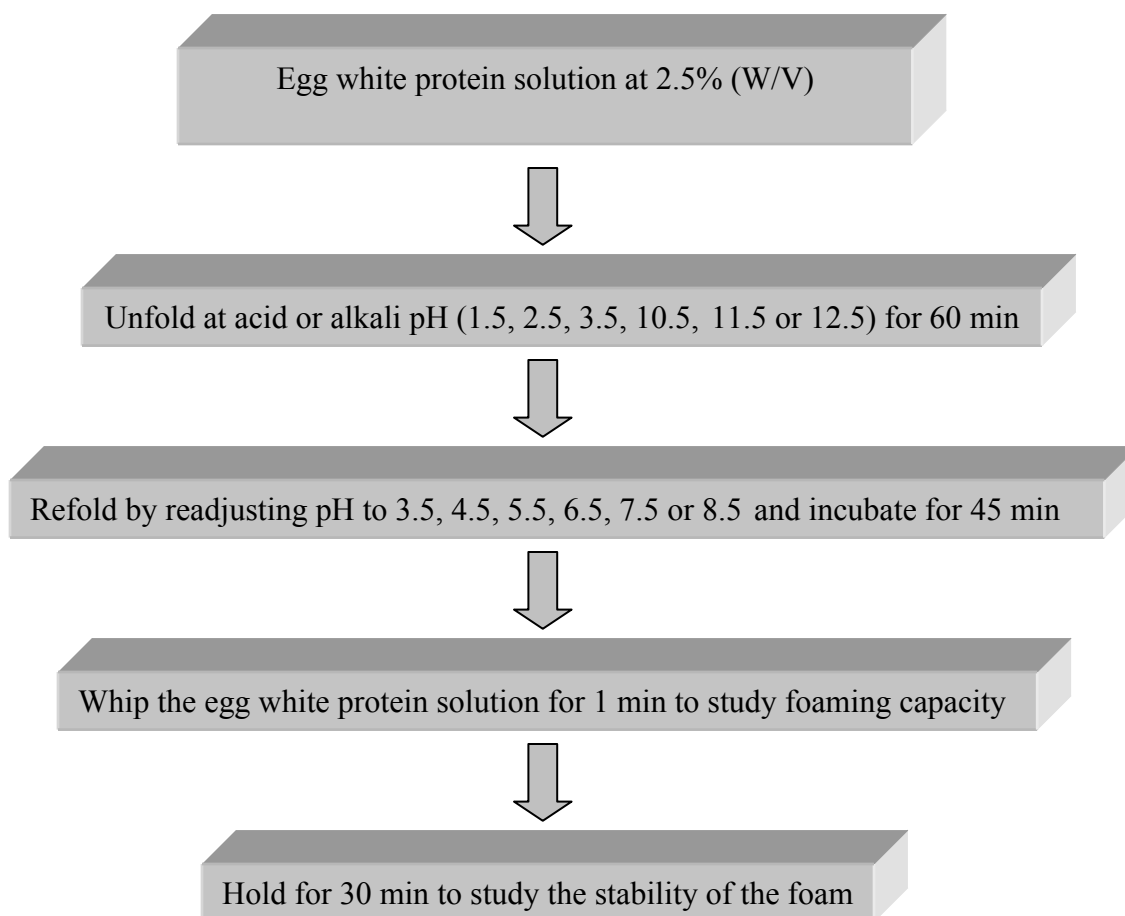 Egg white protein solution at 2.5% (W/V)
Unfold at acid or alkali pH (1.5, 2.5, 3.5, 10.5, 11.5 or 12.5) for 60 min
Refold by readjusting pH to 3.5, 4.5, 5.5, 6.5, 7.5 or 8.5 and incubate for 45 min
Whip the egg white protein solution for 1 min to study foaming capacity
Hold for 30 min to study the stability of the foam